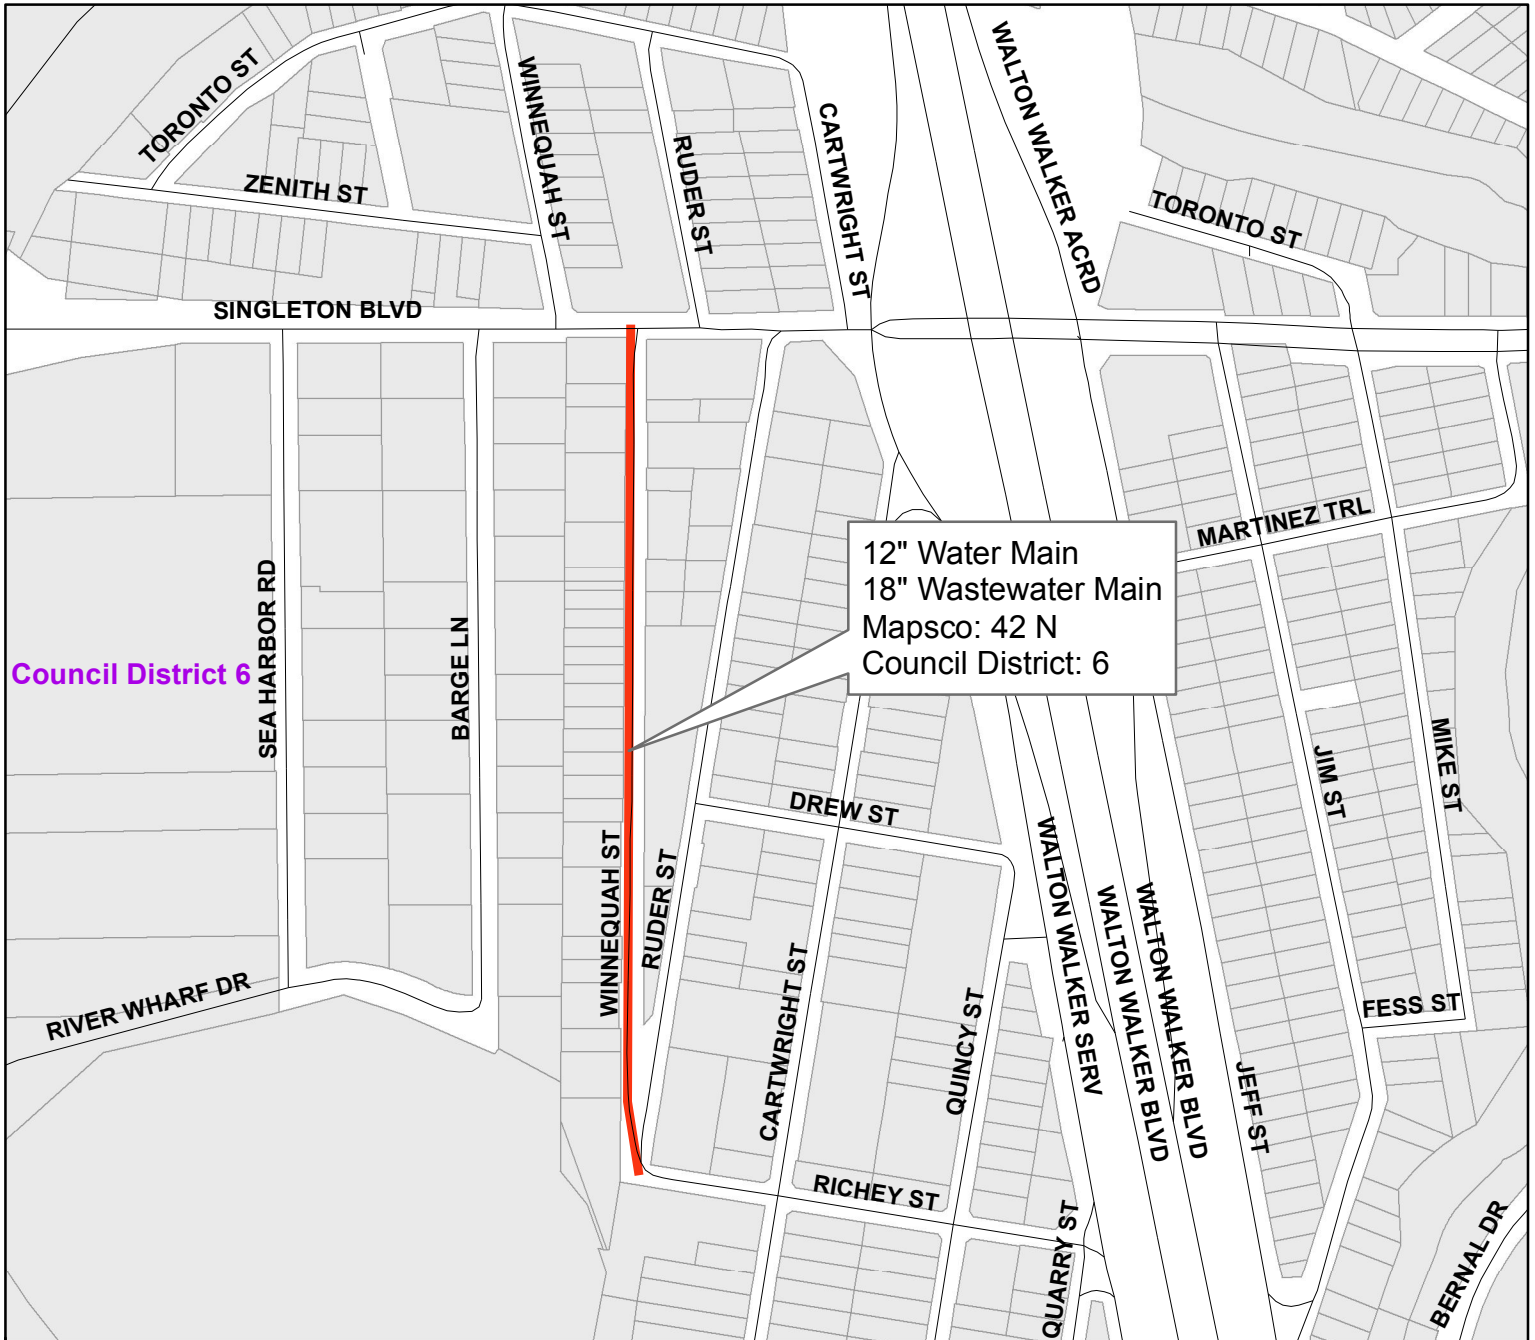 TORONTO ST
WINNEQUAH ST
RUDER ST
CARTWRIGHT ST
WALTON WALKER ACRD
ZENITH ST
TORONTO ST
SINGLETON BLVD
MARTINEZ TRL
12" Water Main
18" Wastewater Main
Mapsco: 42 N
Council District: 6
Council District 6
SEA HARBOR RD
BARGE LN
WINNEQUAH ST
RUDER ST
DREW ST
JIM ST
MIKE ST
RIVER WHARF DR
CARTWRIGHT ST
QUINCY ST
WALTON WALKER SERV
WALTON WALKER BLVD
WALTON WALKER BLVD
JEFF ST
FESS ST
RICHEY ST
QUARRY ST
BERNAL DR